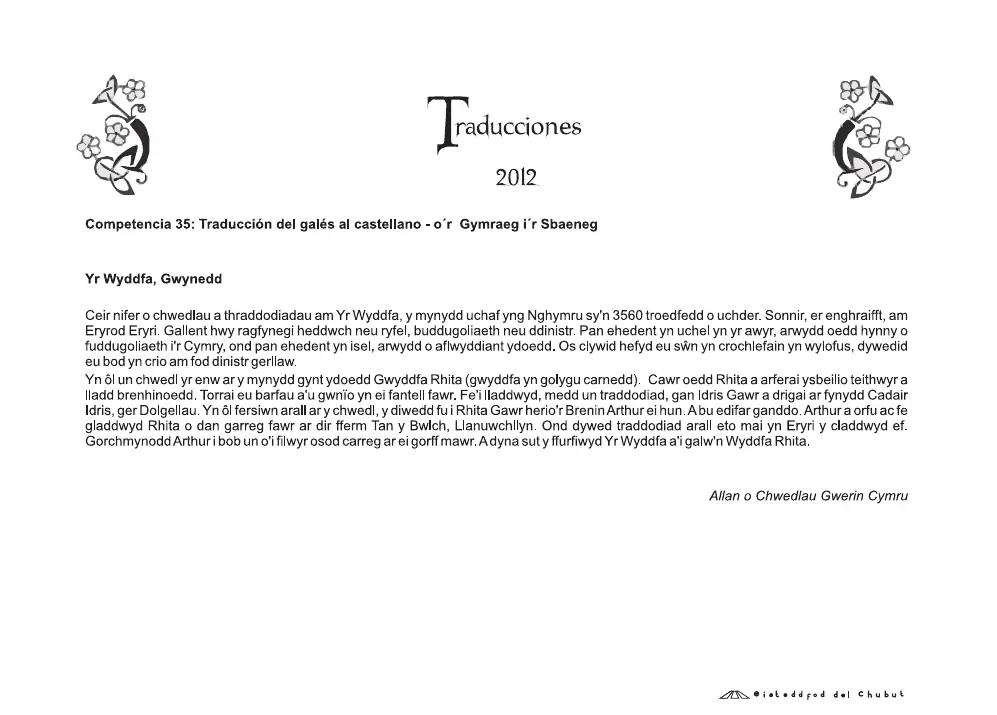 Traducciones
2012
Competencia 35: Traducción del galés al castellano - o´r Gymraeg i´r Sbaeneg
Yr Wyddfa, Gwynedd
Ceir nifer o chwedlau a thraddodiadau am Yr Wyddfa, y mynydd uchaf yng Nghymru sy'n 3560 troedfedd o uchder. Sonnir, er enghraifft, am
Eryrod Eryri. Gallent hwy ragfynegi heddwch neu ryfel, buddugoliaeth neu ddinistr. Pan ehedent yn uchel yn yr awyr, arwydd oedd hynny o
fuddugoliaeth i'r Cymry, ond pan ehedent yn isel, arwydd o aflwyddiant ydoedd. Os clywid hefyd eu sŵn yn crochlefain yn wylofus, dywedid
eu bod yn crio am fod dinistr gerllaw.
Yn ôl un chwedl yr enw ar y mynydd gynt ydoedd Gwyddfa Rhita (gwyddfa yn golygu carnedd). Cawr oedd Rhita a arferai ysbeilio teithwyr a
lladd brenhinoedd. Torrai eu barfau a'u gwnïo yn ei fantell fawr. Fe'i lladdwyd, medd un traddodiad, gan Idris Gawr a drigai ar fynydd Cadair
Idris, ger Dolgellau. Yn ôl fersiwn arall ar y chwedl, y diwedd fu i Rhita Gawr herio'r Brenin Arthur ei hun. A bu edifar ganddo. Arthur a orfu ac fe
gladdwyd Rhita o dan garreg fawr ar dir fferm Tan y Bwlch, Llanuwchllyn. Ond dywed traddodiad arall eto mai yn Eryri y claddwyd ef.
Gorchmynodd Arthur i bob un o'i filwyr osod carreg ar ei gorff mawr. A dyna sut y ffurfiwyd Yr Wyddfa a'i galw'n Wyddfa Rhita.
Allan o Chwedlau Gwerin Cymru
eisteddfod del Chubut